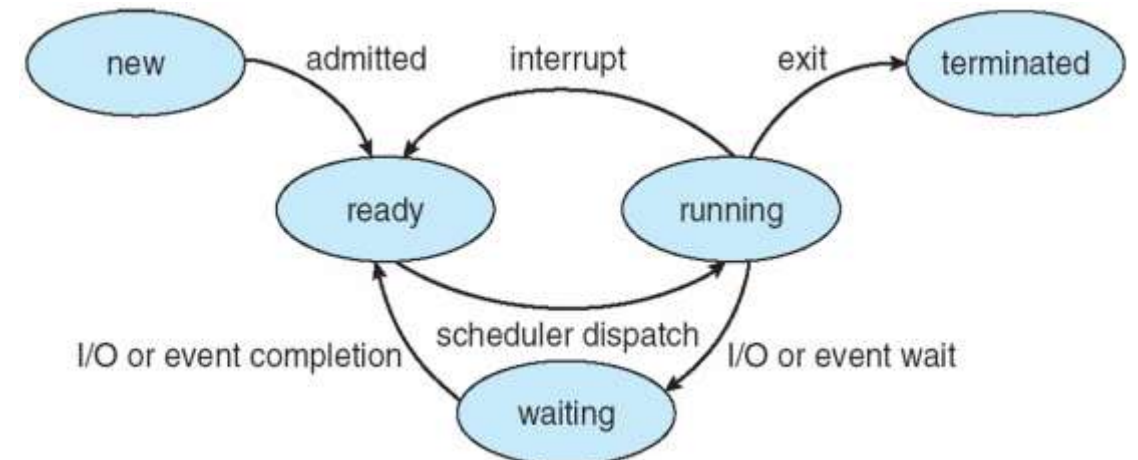 new
admitted
interrupt
exit
terminated
ready
running
scheduler dispatch
I/O or event completion
I/O or event wait
waiting